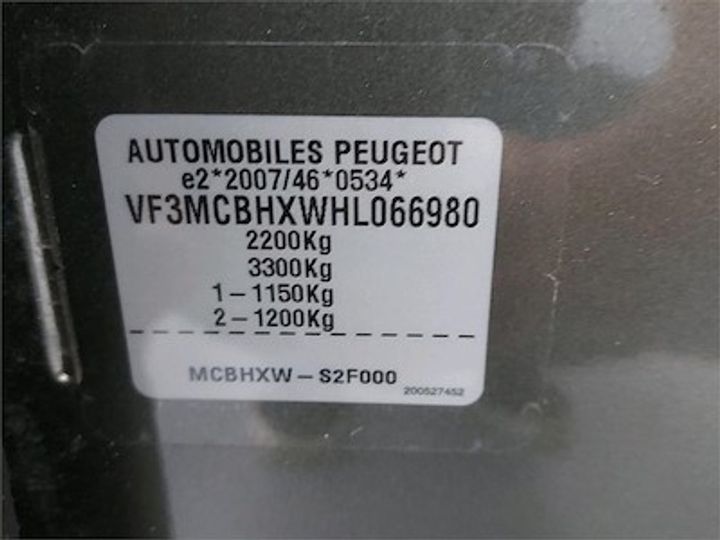 AUTOMOBILES PEUGEOT
e2*2007/46*0534*
VF3MCBHXWHL066980
2200Kg
3300Kg
1-1150Kg
2-1200Kg
MCBHXW-S2F000
200527452